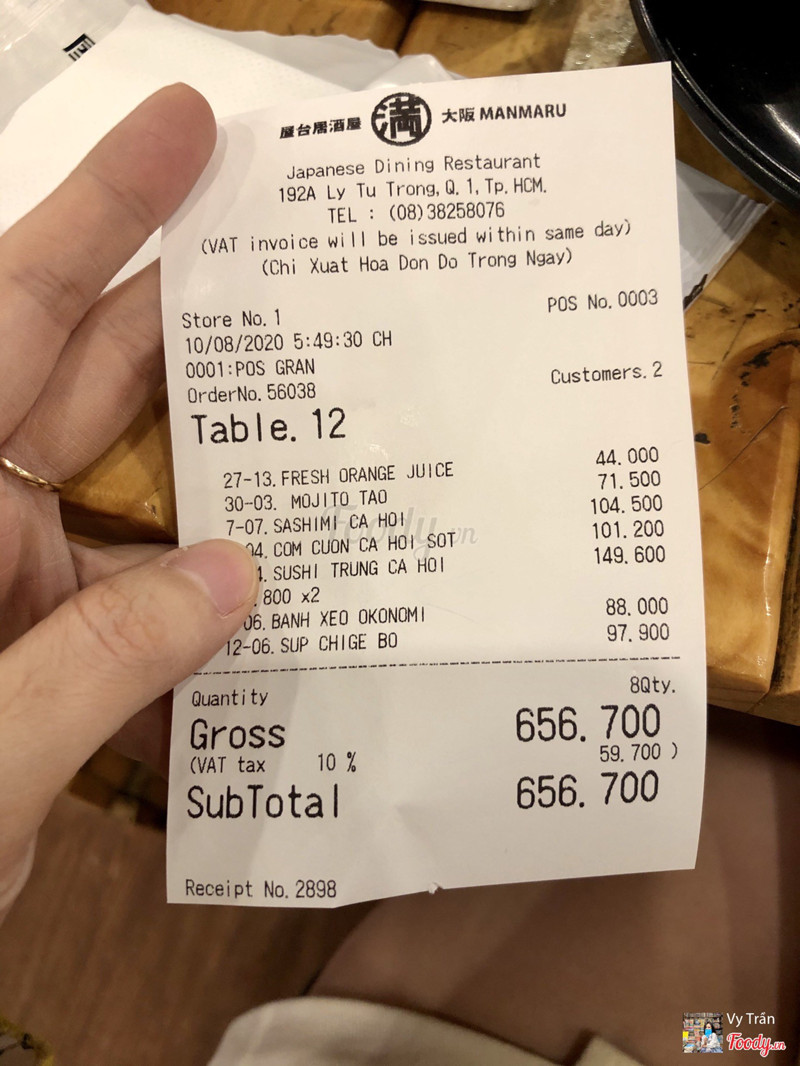 屋台居酒屋 満 大阪 MANMARU
Japanese Dining Restaurant
192A Ly Tu Trong, Q. 1, Tp. HCM.
TEL : (08)38258076
(VAT invoice will be issued within same day)
(Chi Xuat Hoa Don Do Trong Ngay)
Store No. 1 POS No. 0003
10/08/2020 5:49:30 CH
0001:POS GRAN
OrderNo. 56038 Customers. 2
Table. 12
27-13. FRESH ORANGE JUICE 44. 000
30-03. MOJITO TAO 71. 500
7-07. SASHIMI CA HOI 104. 500
04. COM CUON CA HOI SOT 101. 200
4. SUSHI TRUNG CA HOI 149. 600
. 800 x2
06. BANH XEO OKONOMI 88. 000
12-06. SUP CHIGE BO 97. 900
Quantity 8Qty.
Gross 656. 700
(VAT tax 10 % 59. 700 )
SubTotal 656. 700
Receipt No. 2898
Foody.vn
Vy Trần
Foody.vn